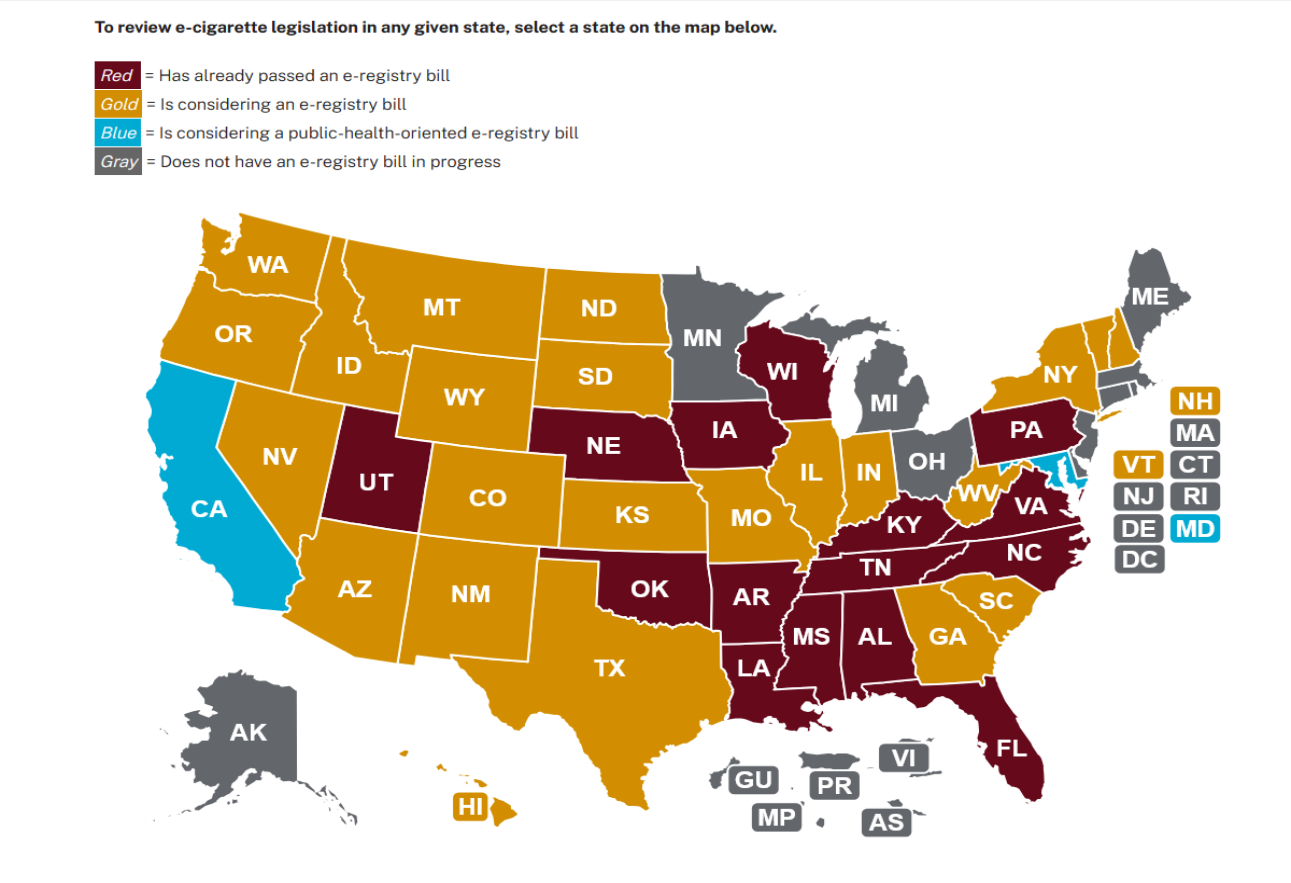 To review e-cigarette legislation in any given state, select a state on the map below.
Red = Has already passed an e-registry bill
Gold = Is considering an e-registry bill
Blue = Is considering a public-health-oriented e-registry bill
Gray = Does not have an e-registry bill in progress
WA
MT
ND
MN
ME
OR
ID
WY
SD
WI
MI
NY
NH
NV
UT
CO
NE
IA
IL
IN
OH
PA
MA
VT
CT
CA
KS
MO
WV
VA
NJ
RI
KY
DE
MD
AZ
NM
OK
AR
TN
NC
DC
TX
LA
MS
AL
GA
SC
AK
HI
FL
GU
PR
VI
MP
AS